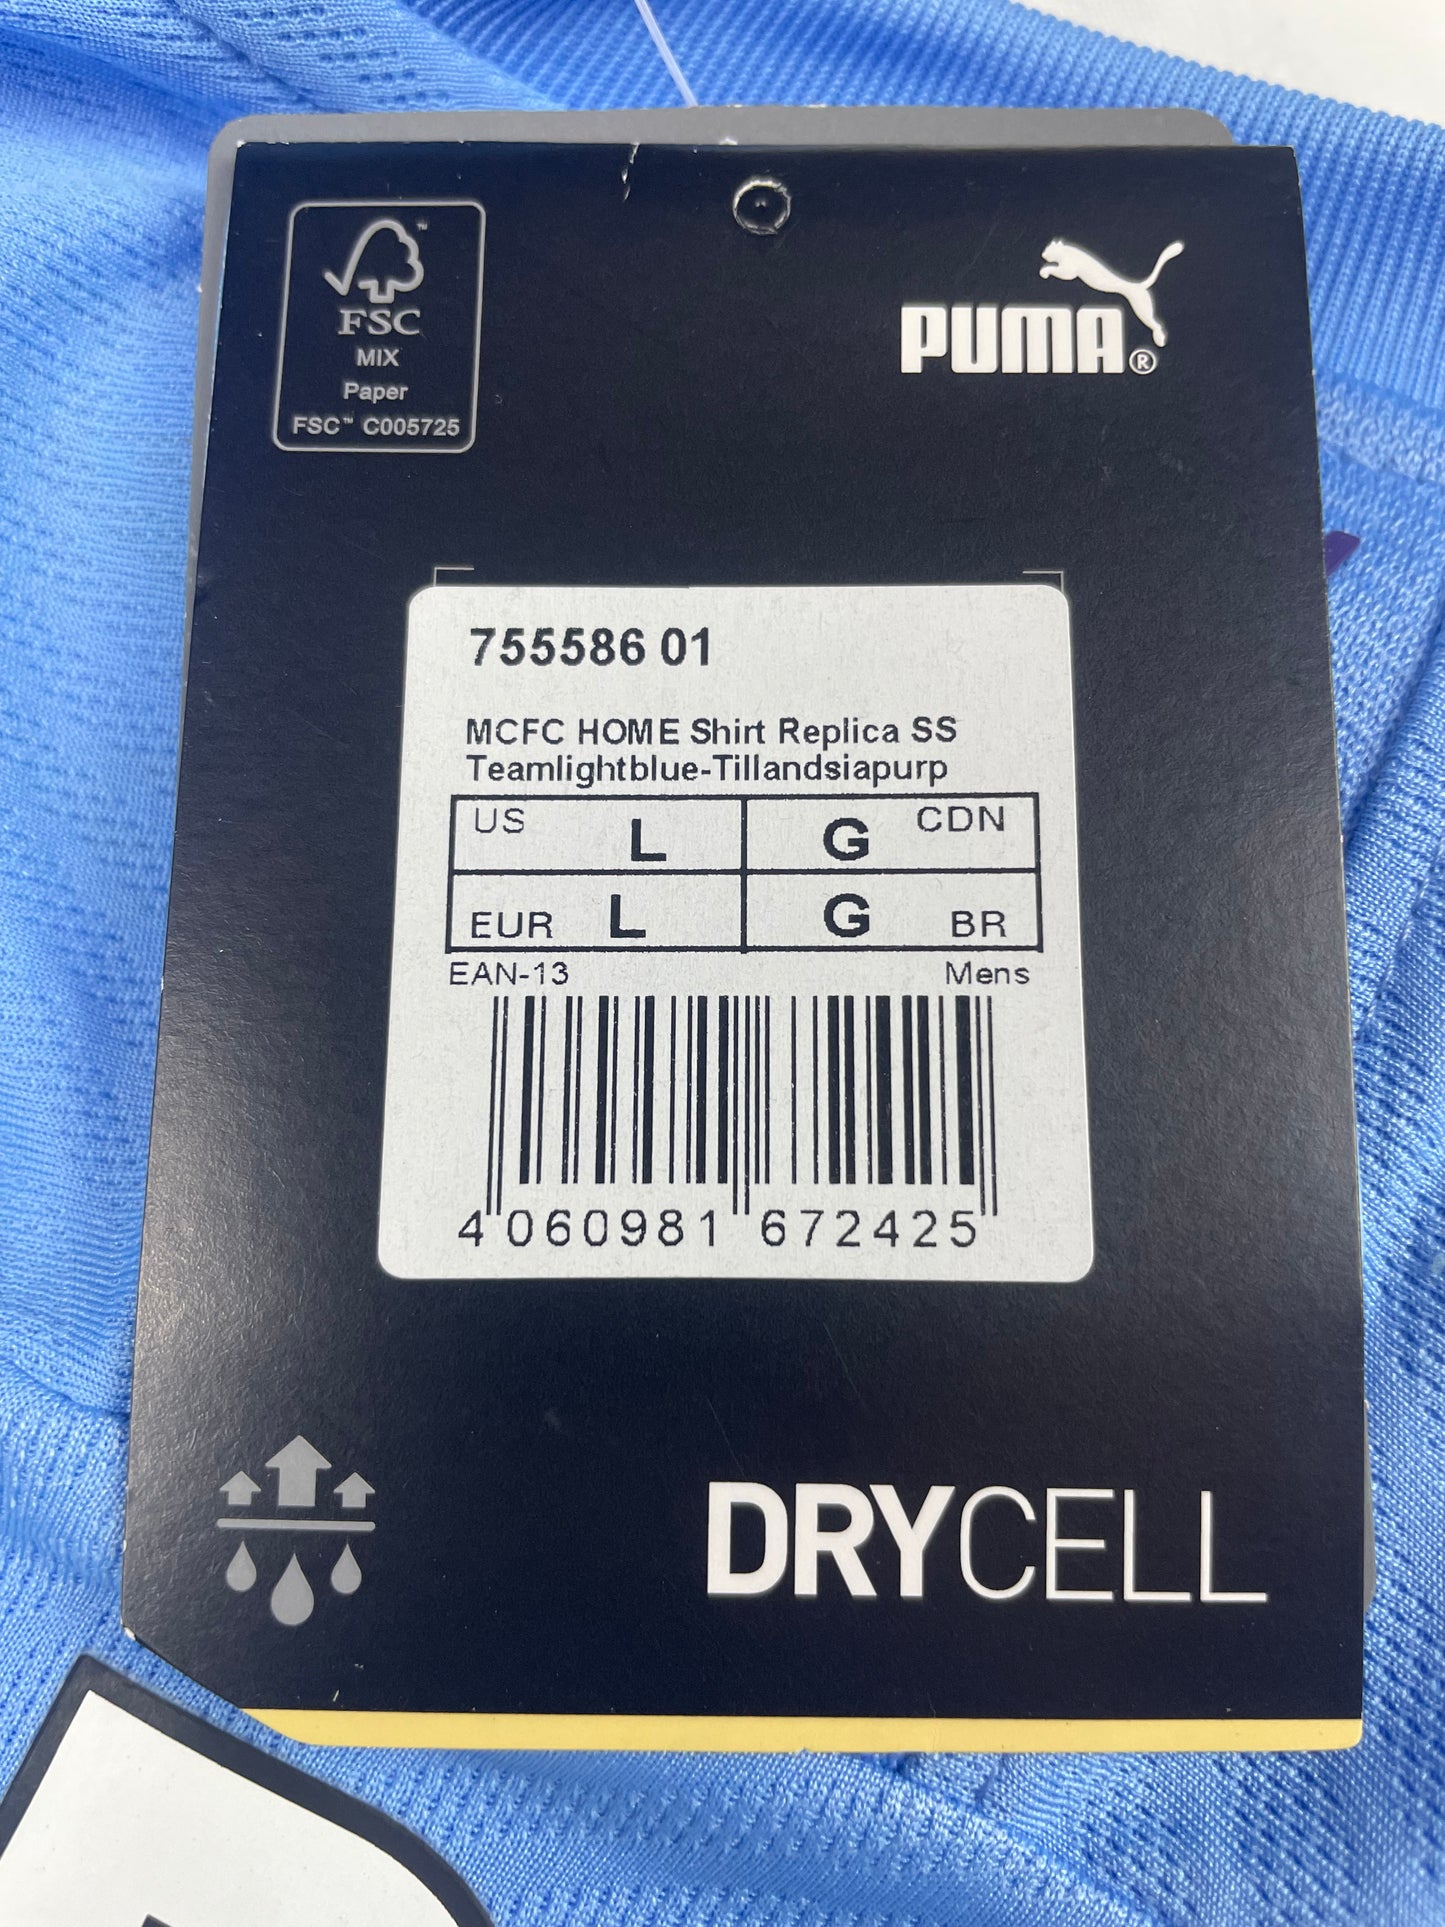 FSC™
MIX
Paper
FSC™ C005725
PUMA®
755586 01
MCFC HOME Shirt Replica SS
Teamlightblue-Tillandsiapurp
US L G CDN
EUR L G BR
EAN-13 Mens
4 060981 672425
DRYCELL